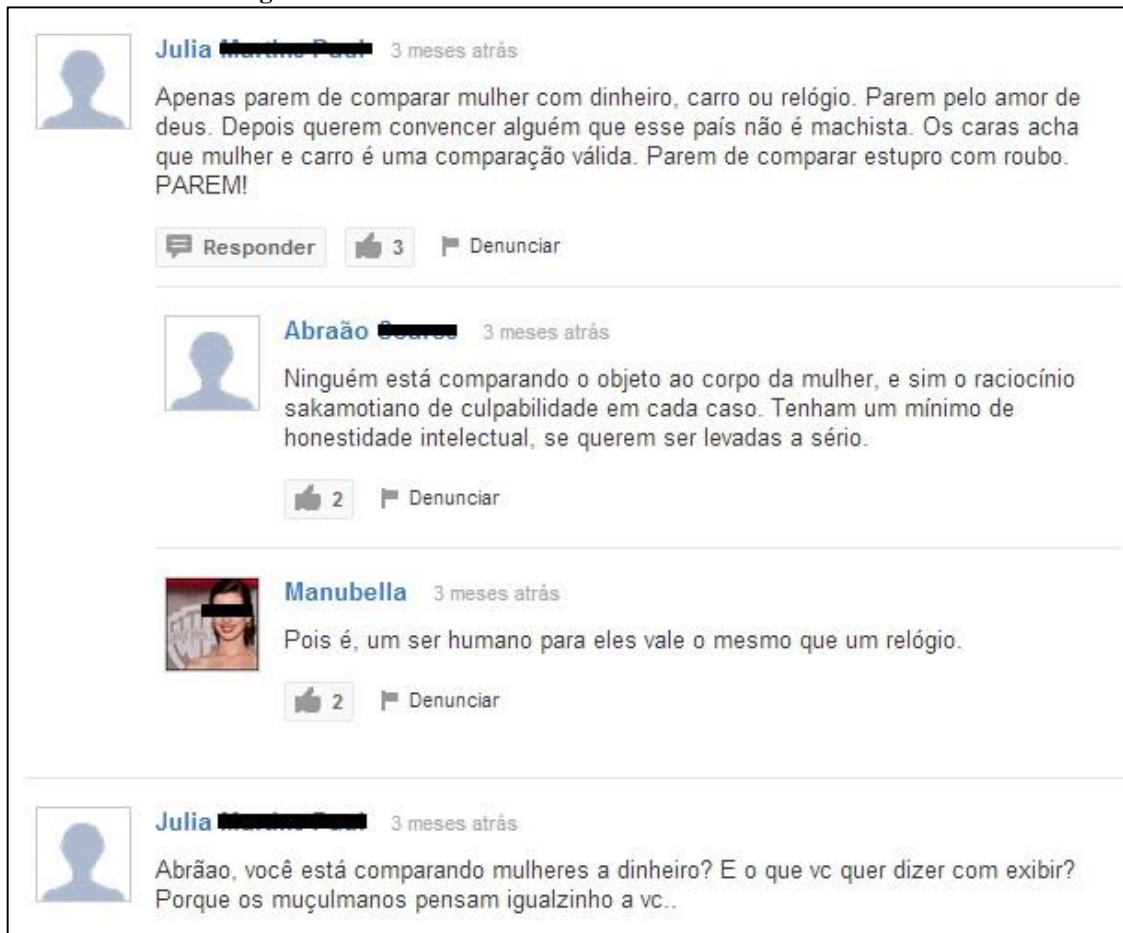 Julia 3 meses atrás
Apenas parem de comparar mulher com dinheiro, carro ou relógio. Parem pelo amor de
deus. Depois querem convencer alguém que esse país não é machista. Os caras acha
que mulher e carro é uma comparação válida. Parem de comparar estupro com roubo.
PAREM!
Responder 3 Denunciar
Abraão 3 meses atrás
Ninguém está comparando o objeto ao corpo da mulher, e sim o raciocínio
sakamotiano de culpabilidade em cada caso. Tenham um mínimo de
honestidade intelectual, se querem ser levadas a sério.
2 Denunciar
Manubella 3 meses atrás
Pois é, um ser humano para eles vale o mesmo que um relógio.
2 Denunciar
Julia 3 meses atrás
Abrãao, você está comparando mulheres a dinheiro? E o que vc quer dizer com exibir?
Porque os muçulmanos pensam igualzinho a vc..